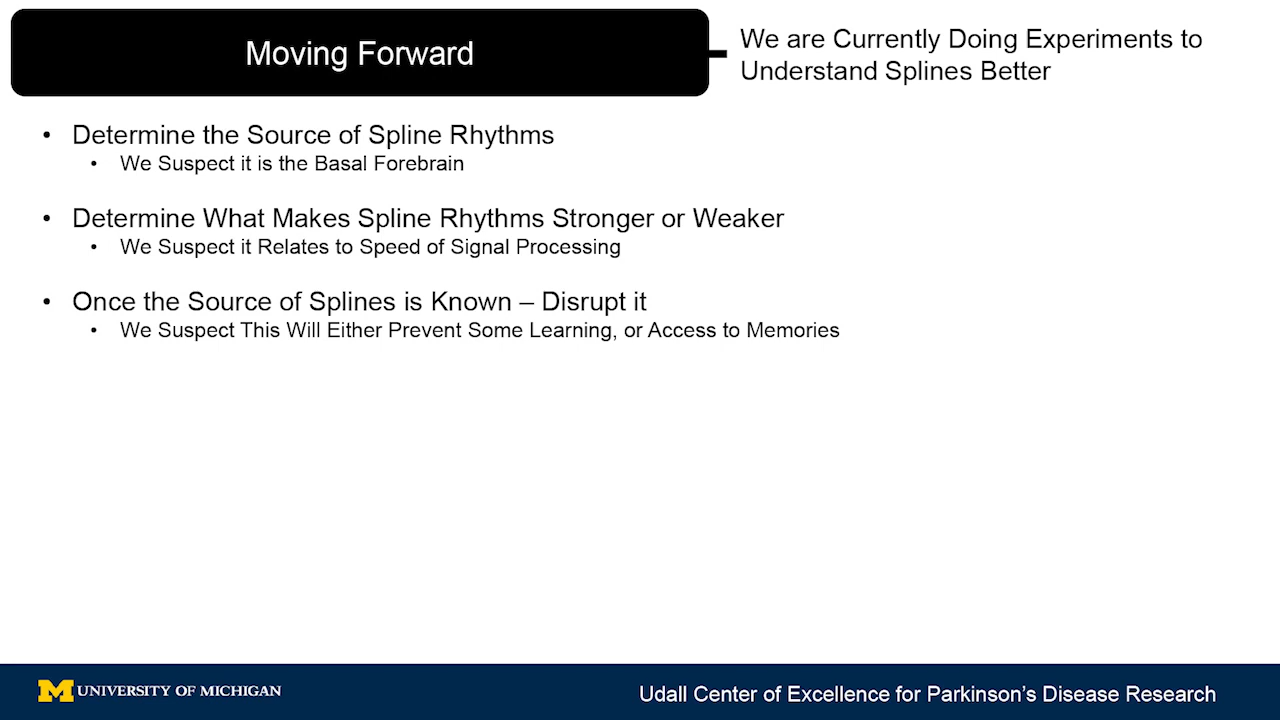 Moving Forward
We are Currently Doing Experiments to
Understand Splines Better
• Determine the Source of Spline Rhythms
• We Suspect it is the Basal Forebrain
• Determine What Makes Spline Rhythms Stronger or Weaker
• We Suspect it Relates to Speed of Signal Processing
• Once the Source of Splines is Known – Disrupt it
• We Suspect This Will Either Prevent Some Learning, or Access to Memories
M UNIVERSITY OF MICHIGAN
Udall Center of Excellence for Parkinson's Disease Research